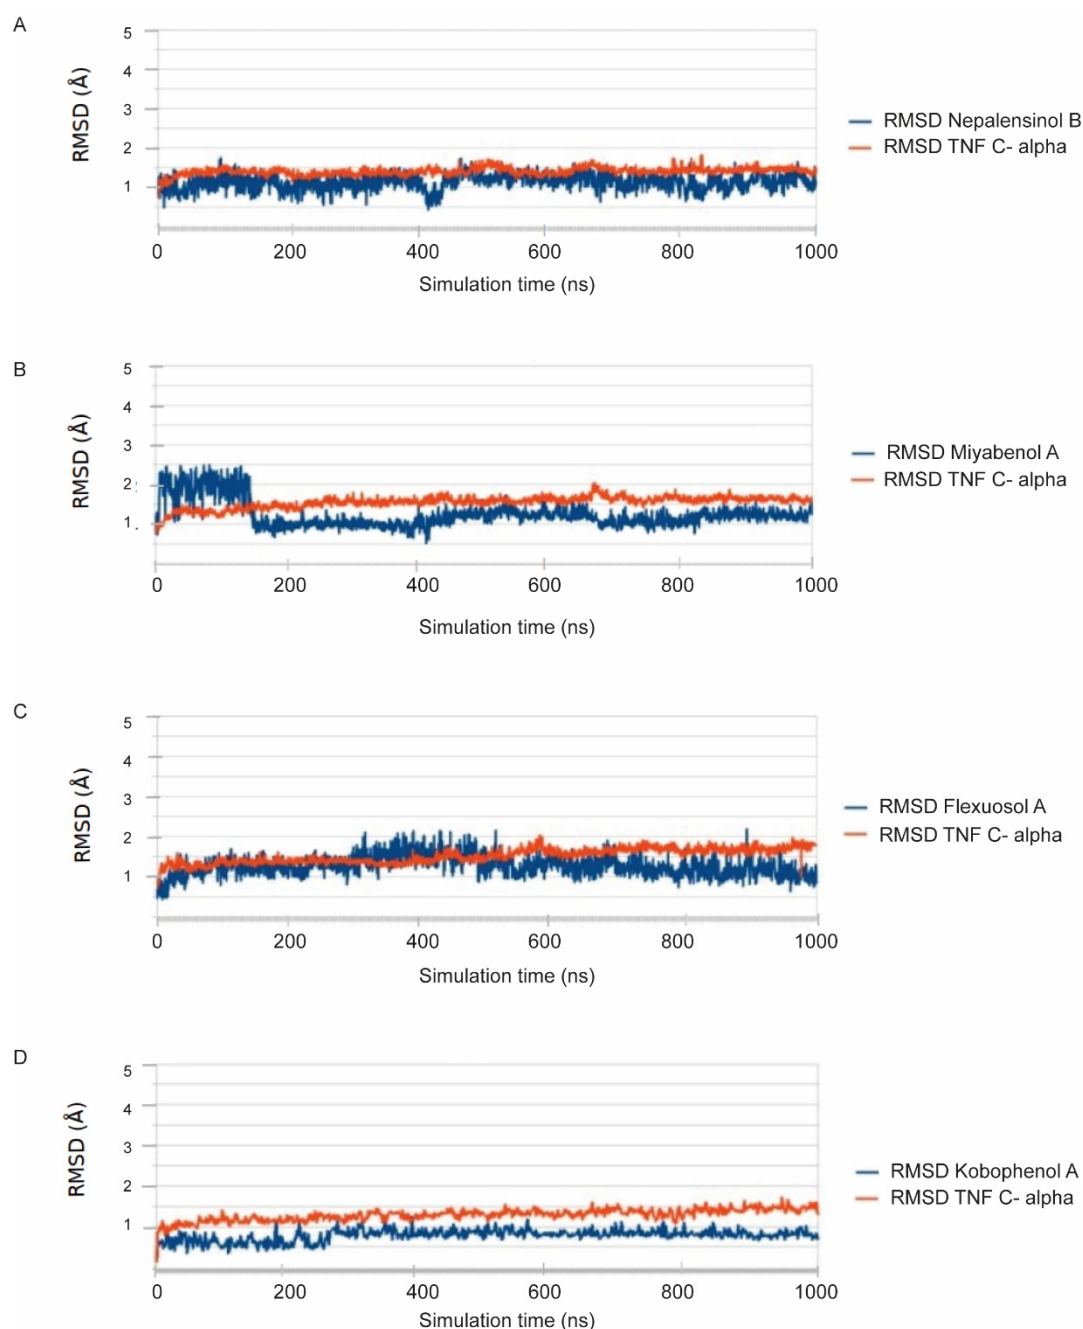 A
RMSD (Å)
5
4
3
2
1
0 200 400 600 800 1000
Simulation time (ns)
RMSD Nepalensinol B
RMSD TNF C- alpha
B
RMSD (Å)
5
4
3
2
1
0 200 400 600 800 1000
Simulation time (ns)
RMSD Miyabenol A
RMSD TNF C- alpha
C
RMSD (Å)
5
4
3
2
1
0 200 400 600 800 1000
Simulation time (ns)
RMSD Flexuosol A
RMSD TNF C- alpha
D
RMSD (Å)
5
4
3
2
1
0 200 400 600 800 1000
Simulation time (ns)
RMSD Kobophenol A
RMSD TNF C- alpha